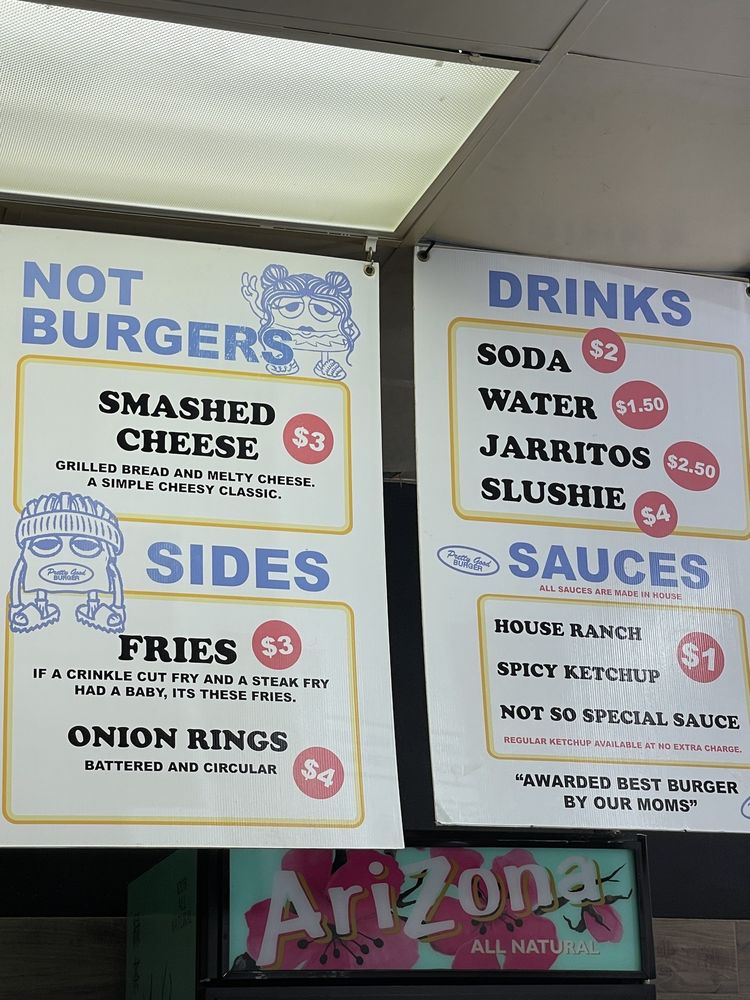 NOT
BURGERS
SMASHED
CHEESE
$3
GRILLED BREAD AND MELTY CHEESE.
A SIMPLE CHEESY CLASSIC.
Pretty Good
BURGER
SIDES
FRIES $3
IF A CRINKLE CUT FRY AND A STEAK FRY
HAD A BABY, ITS THESE FRIES.
ONION RINGS
BATTERED AND CIRCULAR
$4
DRINKS
SODA $2
WATER $1.50
JARRITOS $2.50
SLUSHIE $4
Pretty Good
BURGER
SAUCES
ALL SAUCES ARE MADE IN HOUSE
HOUSE RANCH
SPICY KETCHUP
$1
NOT SO SPECIAL SAUCE
REGULAR KETCHUP AVAILABLE AT NO EXTRA CHARGE.
“AWARDED BEST BURGER
BY OUR MOMS”
AriZona
ALL NATURAL